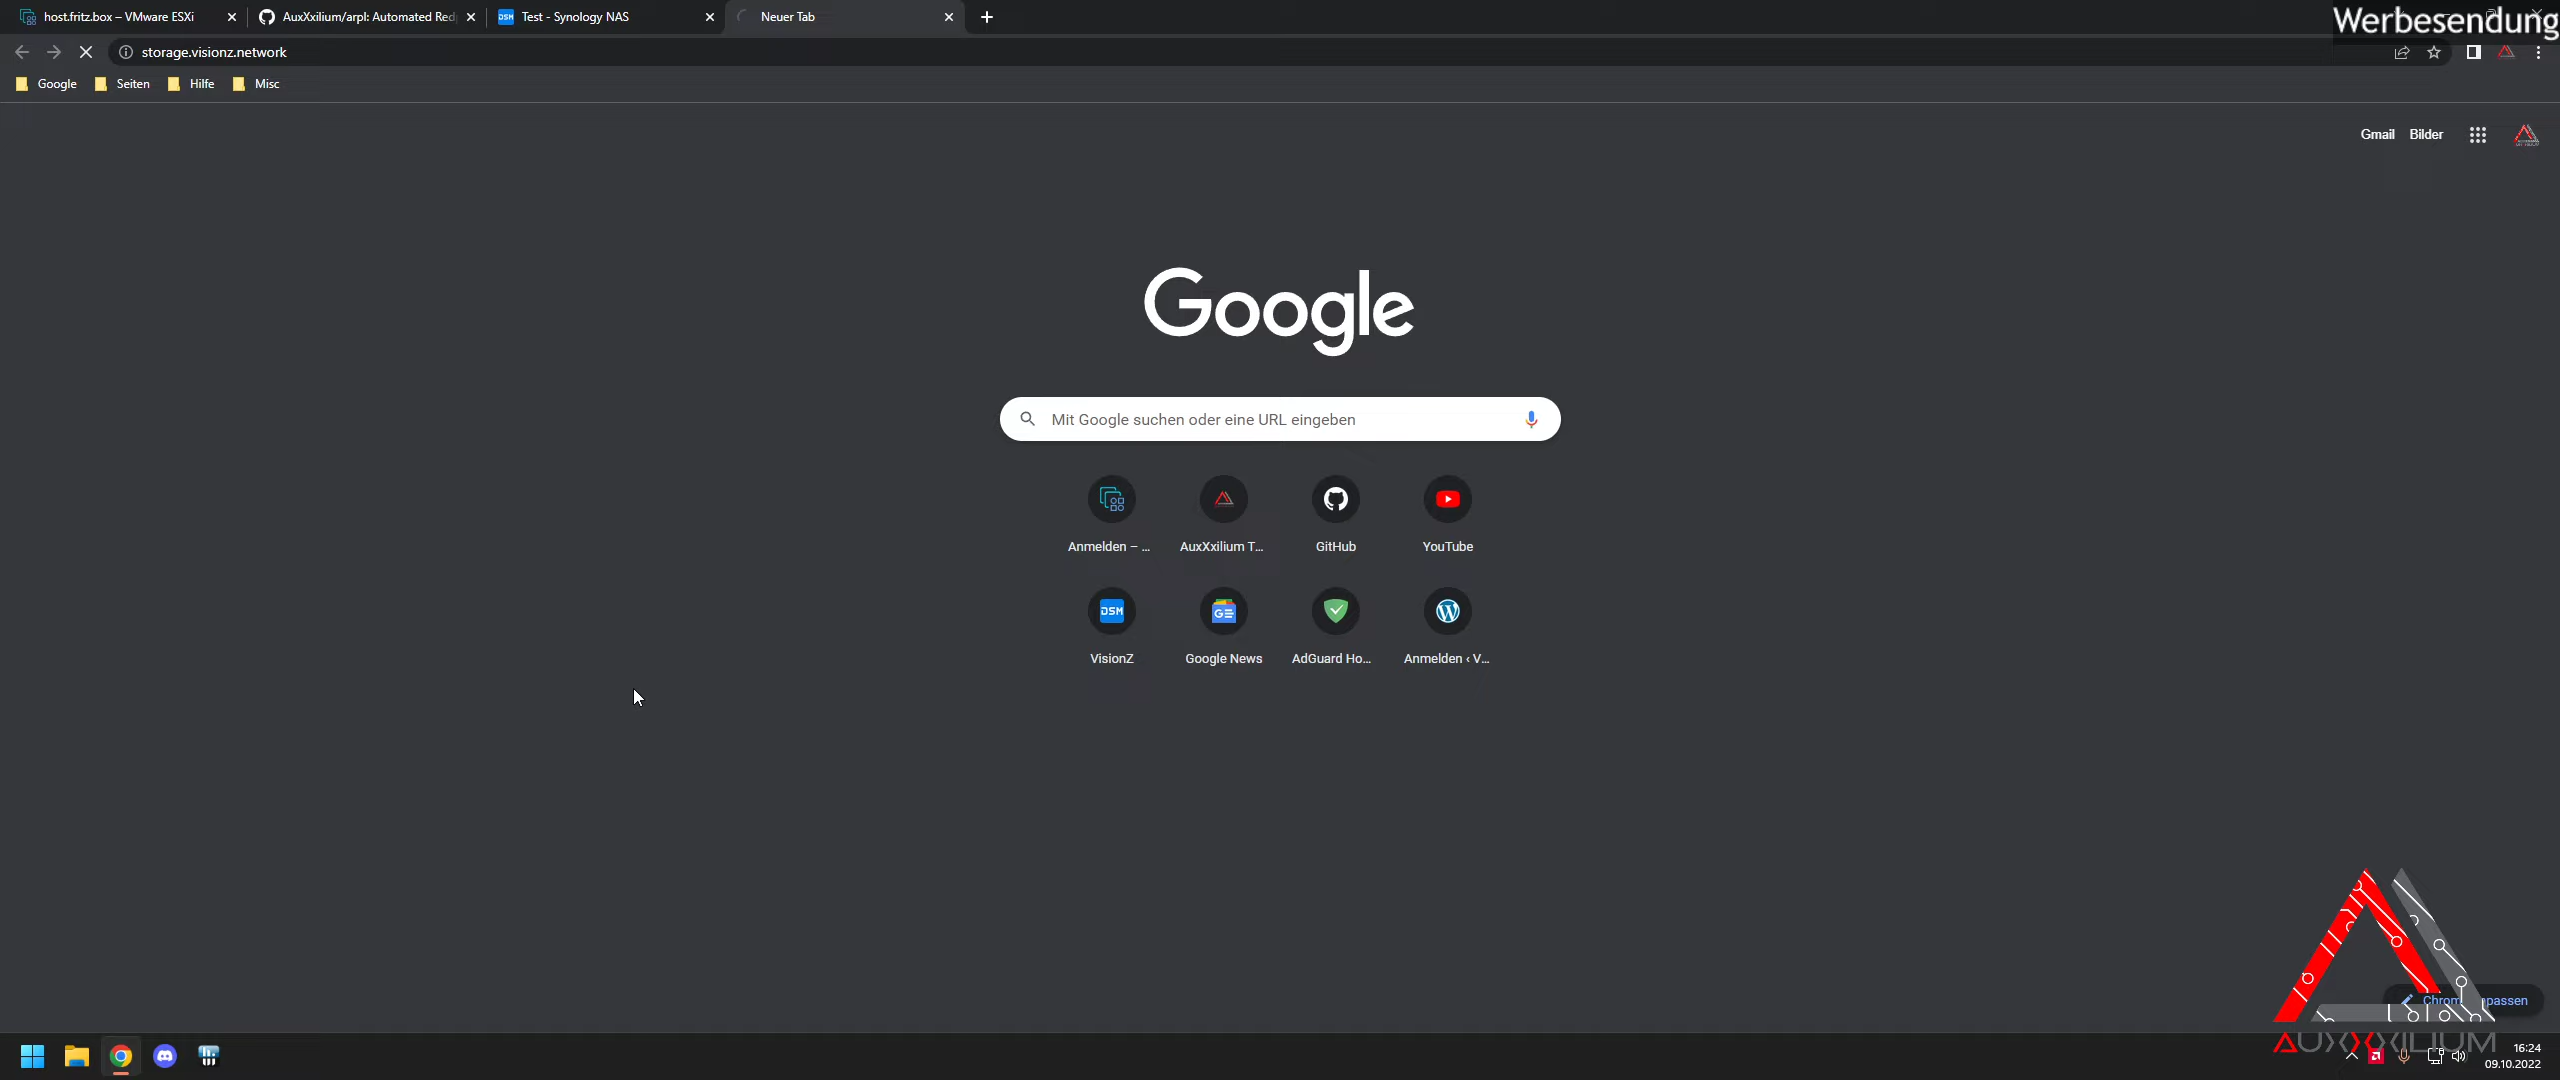 host.fritz.box – VMware ESXi
AuxXxilium/arpl: Automated Red
Test - Synology NAS
Neuer Tab
Werbesendung
storage.visionz.network
Google
Seiten
Hilfe
Misc
Gmail
Bilder
Google
Mit Google suchen oder eine URL eingeben
Anmelden – ...
AuxXxilium T...
GitHub
YouTube
DSM
VisionZ
Google News
AdGuard Ho...
Anmelden ‹ V...
AUXXXILIUM
16:24
09.10.2022